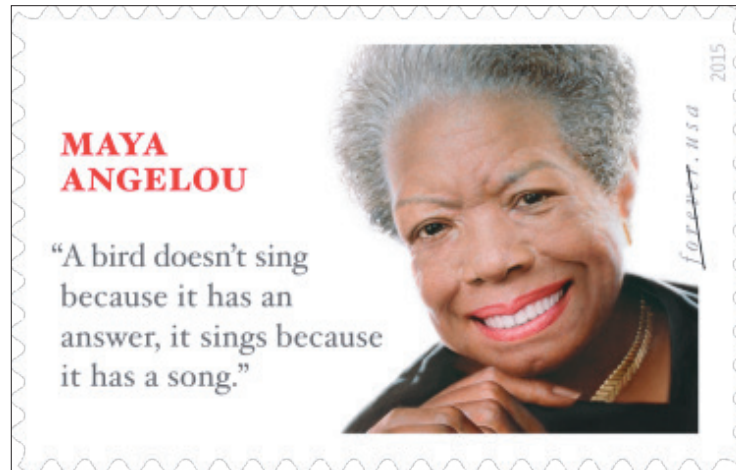 MAYA
ANGELOU
“A bird doesn’t sing
because it has an
answer, it sings because
it has a song.”
2015
forever.usa